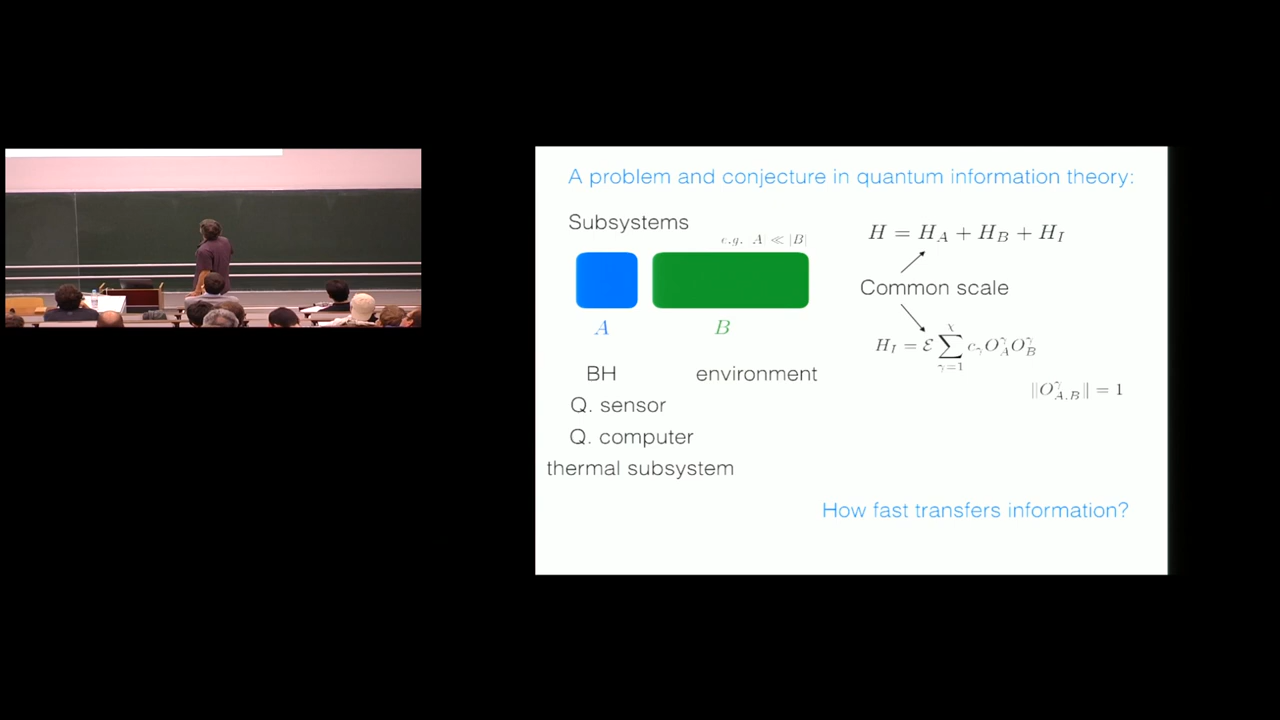 A problem and conjecture in quantum information theory:
Subsystems
e.g. |A| ≪ |B|
A B
BH environment
Q. sensor
Q. computer
thermal subsystem
H = H_A + H_B + H_I
Common scale
H_I = ℰ ∑_{γ=1}^{χ} c_γ O_A^γ O_B^γ
‖O_{A,B}^γ‖ = 1
How fast transfers information?